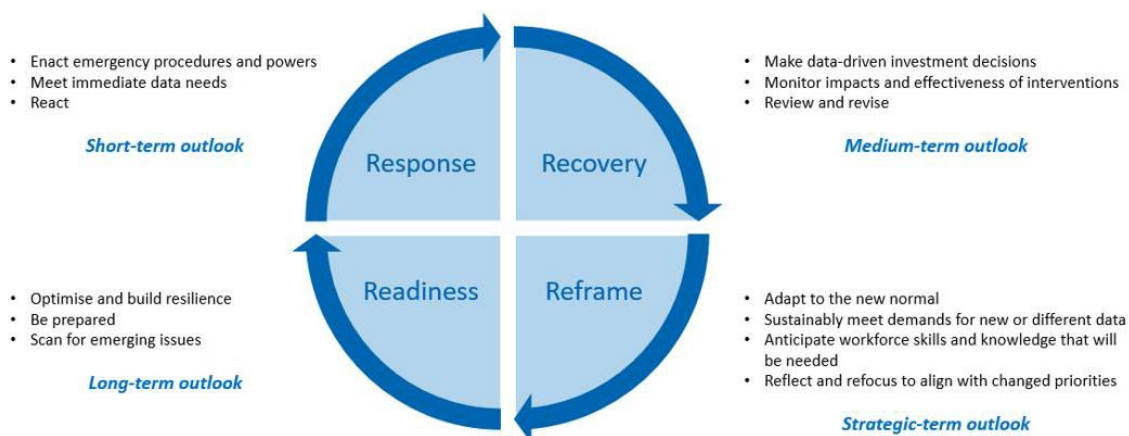 • Enact emergency procedures and powers
• Meet immediate data needs
• React
Short-term outlook
Response
Recovery
• Make data-driven investment decisions
• Monitor impacts and effectiveness of interventions
• Review and revise
Medium-term outlook
• Optimise and build resilience
• Be prepared
• Scan for emerging issues
Long-term outlook
Readiness
Reframe
• Adapt to the new normal
• Sustainably meet demands for new or different data
• Anticipate workforce skills and knowledge that will
be needed
• Reflect and refocus to align with changed priorities
Strategic-term outlook